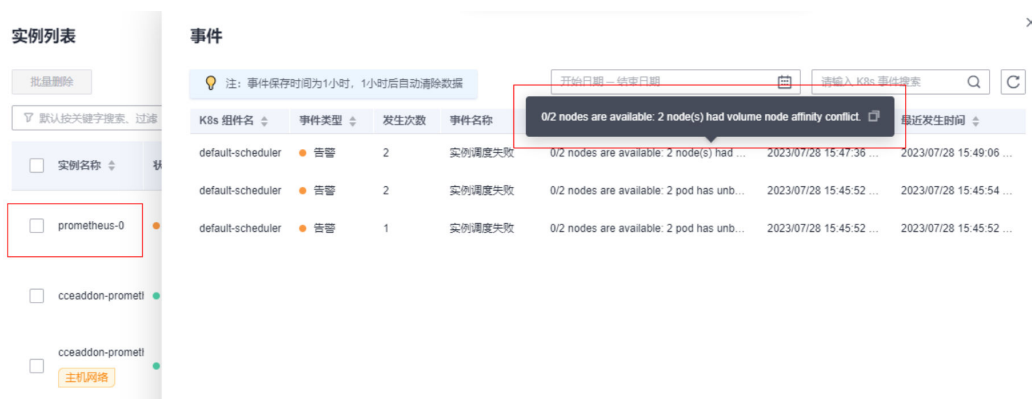 实例列表
批量删除
默认按关键字搜索, 过滤
实例名称 状
prometheus-0
cceaddon-prometh
cceaddon-prometh
主机网络
事件
注: 事件保存时间为1小时, 1小时后自动清除数据
开始日期 -- 结束日期
请输入 K8s 事件搜索
0/2 nodes are available: 2 node(s) had volume node affinity conflict.
K8s 组件名 事件类型 发生次数 事件名称 最近发生时间
default-scheduler 告警 2 实例调度失败 0/2 nodes are available: 2 node(s) had ... 2023/07/28 15:47:36 ... 2023/07/28 15:49:06 ...
default-scheduler 告警 2 实例调度失败 0/2 nodes are available: 2 pod has unb... 2023/07/28 15:45:52 ... 2023/07/28 15:45:54 ...
default-scheduler 告警 1 实例调度失败 0/2 nodes are available: 2 pod has unb... 2023/07/28 15:45:52 ... 2023/07/28 15:45:52 ...